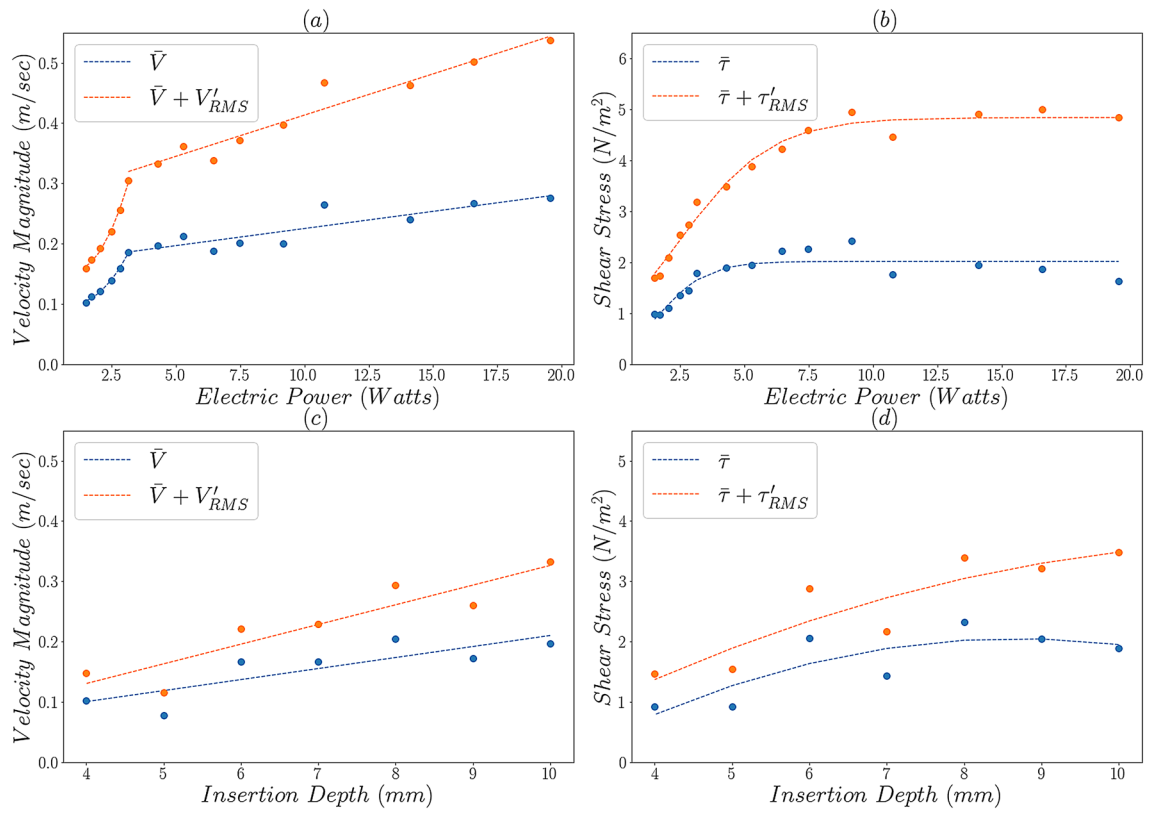 (a)
Velocity Magnitude (m/sec)
0.5
0.4
0.3
0.2
0.1
0.0
V̄
V̄ + V′RMS
2.5 5.0 7.5 10.0 12.5 15.0 17.5 20.0
Electric Power (Watts)
(b)
Shear Stress (N/m²)
6
5
4
3
2
1
0
τ̄
τ̄ + τ′RMS
2.5 5.0 7.5 10.0 12.5 15.0 17.5 20.0
Electric Power (Watts)
(c)
Velocity Magnitude (m/sec)
0.5
0.4
0.3
0.2
0.1
0.0
V̄
V̄ + V′RMS
4 5 6 7 8 9 10
Insertion Depth (mm)
(d)
Shear Stress (N/m²)
5
4
3
2
1
0
τ̄
τ̄ + τ′RMS
4 5 6 7 8 9 10
Insertion Depth (mm)